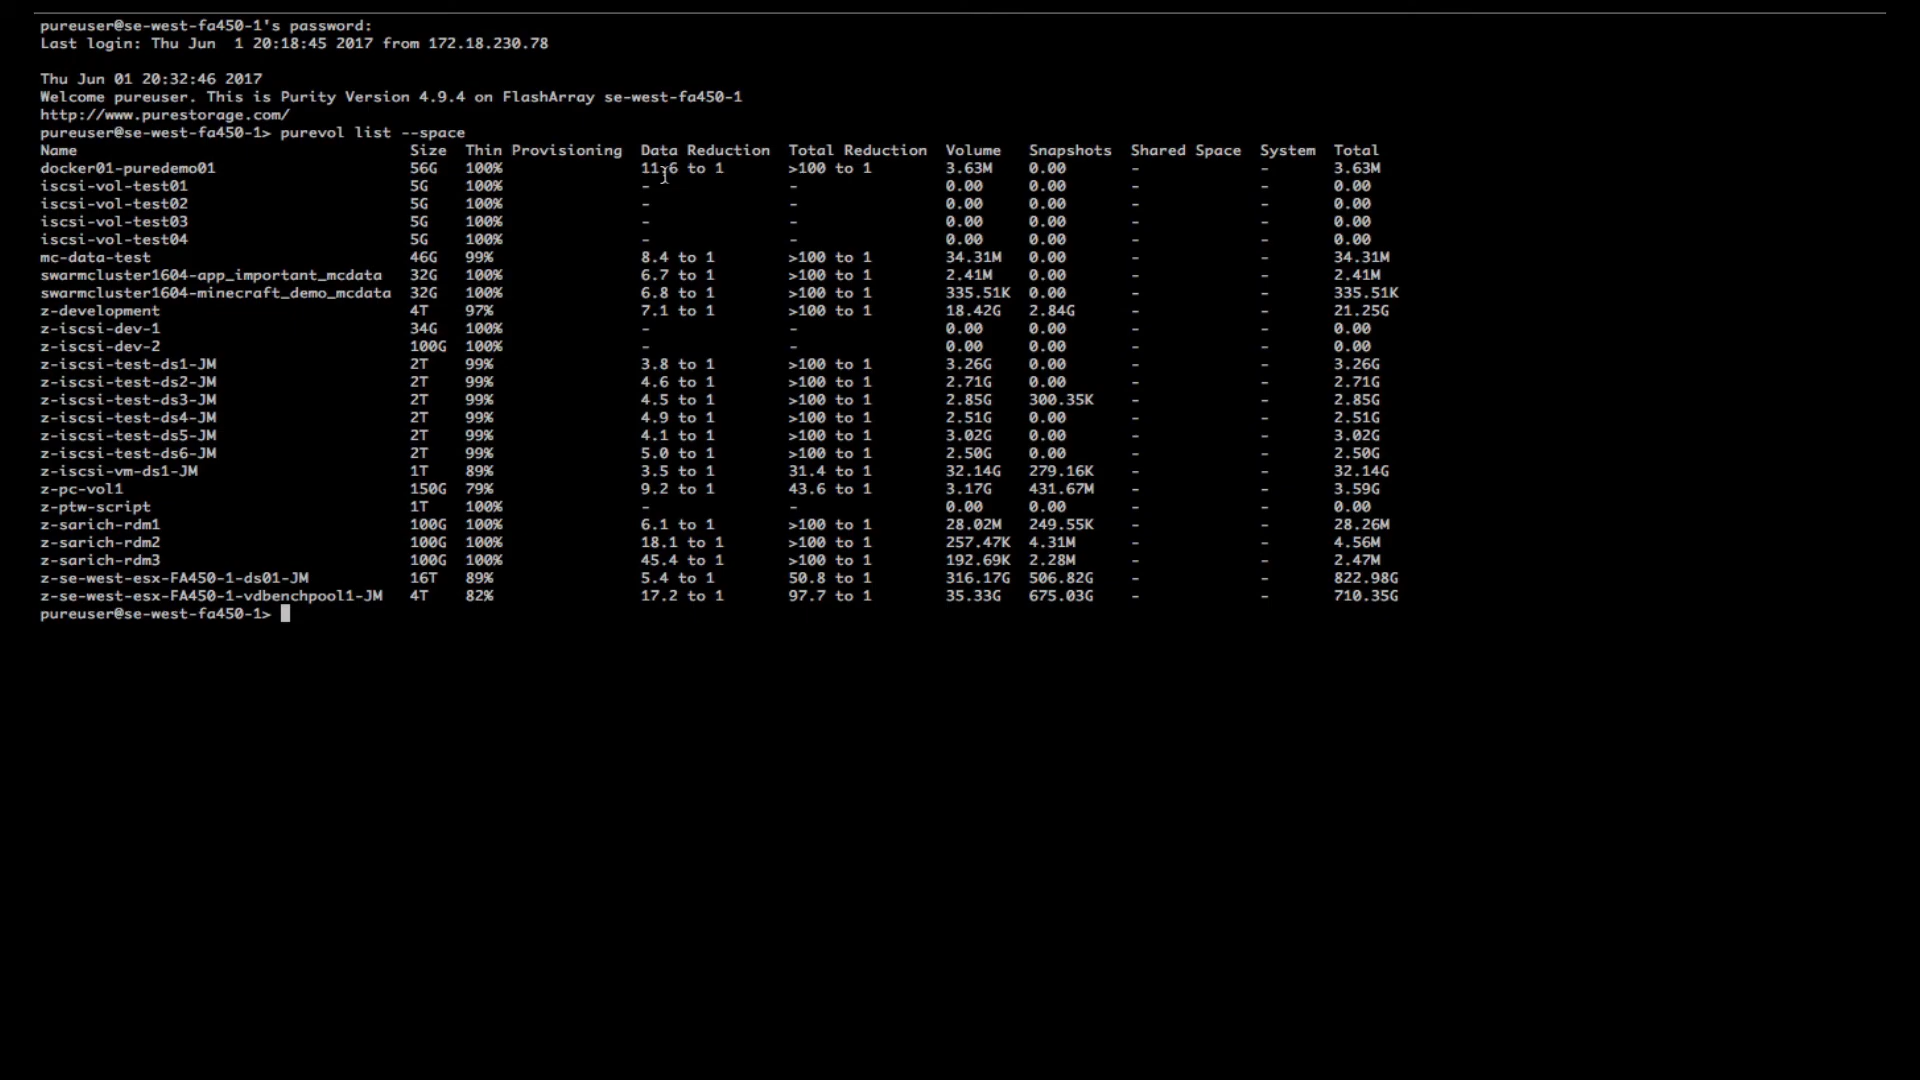 pureuser@se-west-fa450-1's password:
Last login: Thu Jun  1 20:18:45 2017 from 172.18.230.78
Thu Jun 01 20:32:46 2017
Welcome pureuser. This is Purity Version 4.9.4 on FlashArray se-west-fa450-1
http://www.purestorage.com/
pureuser@se-west-fa450-1> purevol list --space
Name Size Thin Provisioning Data Reduction Total Reduction Volume Snapshots Shared Space System Total
docker01-puredemo01 56G 100% 11.6 to 1 >100 to 1 3.63M 0.00 - - 3.63M
iscsi-vol-test01 5G 100% - - 0.00 0.00 - - 0.00
iscsi-vol-test02 5G 100% - - 0.00 0.00 - - 0.00
iscsi-vol-test03 5G 100% - - 0.00 0.00 - - 0.00
iscsi-vol-test04 5G 100% - - 0.00 0.00 - - 0.00
mc-data-test 46G 99% 8.4 to 1 >100 to 1 34.31M 0.00 - - 34.31M
swarmcluster1604-app_important_mcdata 32G 100% 6.7 to 1 >100 to 1 2.41M 0.00 - - 2.41M
swarmcluster1604-minecraft_demo_mcdata 32G 100% 6.8 to 1 >100 to 1 335.51K 0.00 - - 335.51K
z-development 4T 97% 7.1 to 1 >100 to 1 18.42G 2.84G - - 21.25G
z-iscsi-dev-1 34G 100% - - 0.00 0.00 - - 0.00
z-iscsi-dev-2 100G 100% - - 0.00 0.00 - - 0.00
z-iscsi-test-ds1-JM 2T 99% 3.8 to 1 >100 to 1 3.26G 0.00 - - 3.26G
z-iscsi-test-ds2-JM 2T 99% 4.6 to 1 >100 to 1 2.71G 0.00 - - 2.71G
z-iscsi-test-ds3-JM 2T 99% 4.5 to 1 >100 to 1 2.85G 300.35K - - 2.85G
z-iscsi-test-ds4-JM 2T 99% 4.9 to 1 >100 to 1 2.51G 0.00 - - 2.51G
z-iscsi-test-ds5-JM 2T 99% 4.1 to 1 >100 to 1 3.02G 0.00 - - 3.02G
z-iscsi-test-ds6-JM 2T 99% 5.0 to 1 >100 to 1 2.50G 0.00 - - 2.50G
z-iscsi-vm-ds1-JM 1T 89% 3.5 to 1 31.4 to 1 32.14G 279.16K - - 32.14G
z-pc-vol1 150G 79% 9.2 to 1 43.6 to 1 3.17G 431.67M - - 3.59G
z-ptw-script 1T 100% - - 0.00 0.00 - - 0.00
z-sarich-rdm1 100G 100% 6.1 to 1 >100 to 1 28.02M 249.55K - - 28.26M
z-sarich-rdm2 100G 100% 18.1 to 1 >100 to 1 257.47K 4.31M - - 4.56M
z-sarich-rdm3 100G 100% 45.4 to 1 >100 to 1 192.69K 2.28M - - 2.47M
z-se-west-esx-FA450-1-ds01-JM 16T 89% 5.4 to 1 50.8 to 1 316.17G 506.82G - - 822.98G
z-se-west-esx-FA450-1-vdbenchpool1-JM 4T 82% 17.2 to 1 97.7 to 1 35.33G 675.03G - - 710.35G
pureuser@se-west-fa450-1>